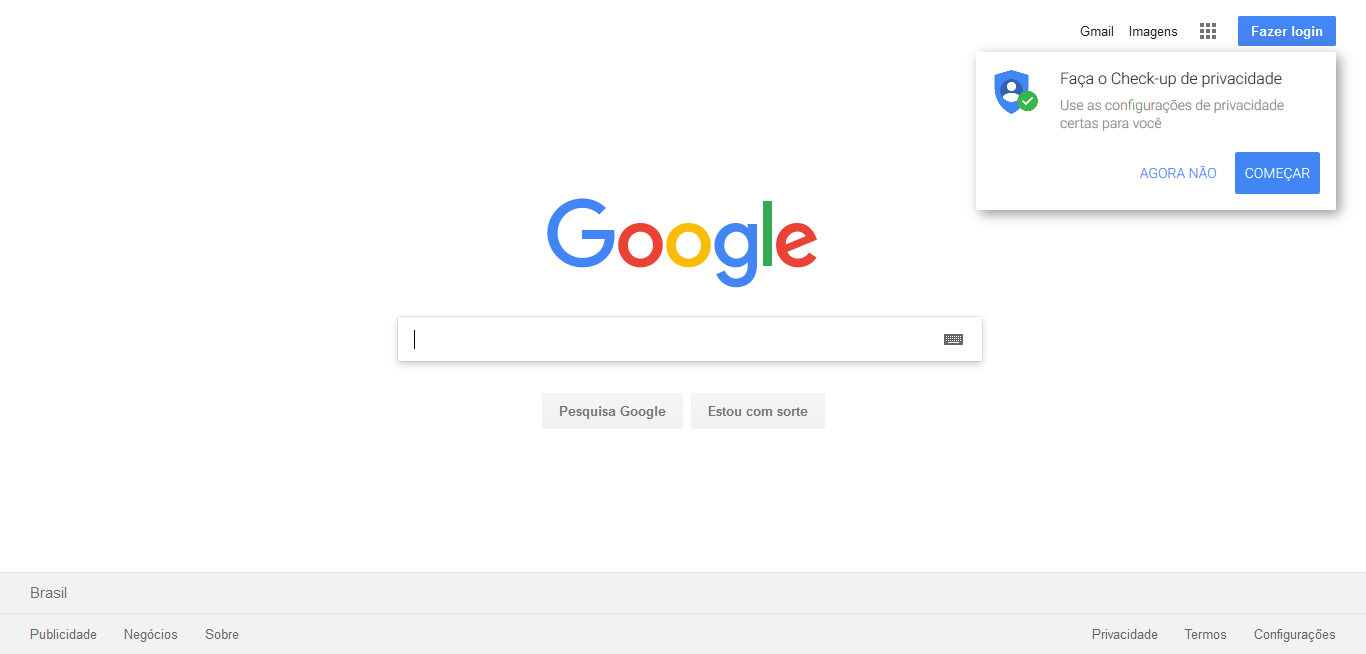 Gmail Imagens Fazer login
Faça o Check-up de privacidade
Use as configurações de privacidade
certas para você
AGORA NÃO COMEÇAR
Google
Pesquisa Google Estou com sorte
Brasil
Publicidade Negócios Sobre Privacidade Termos Configurações